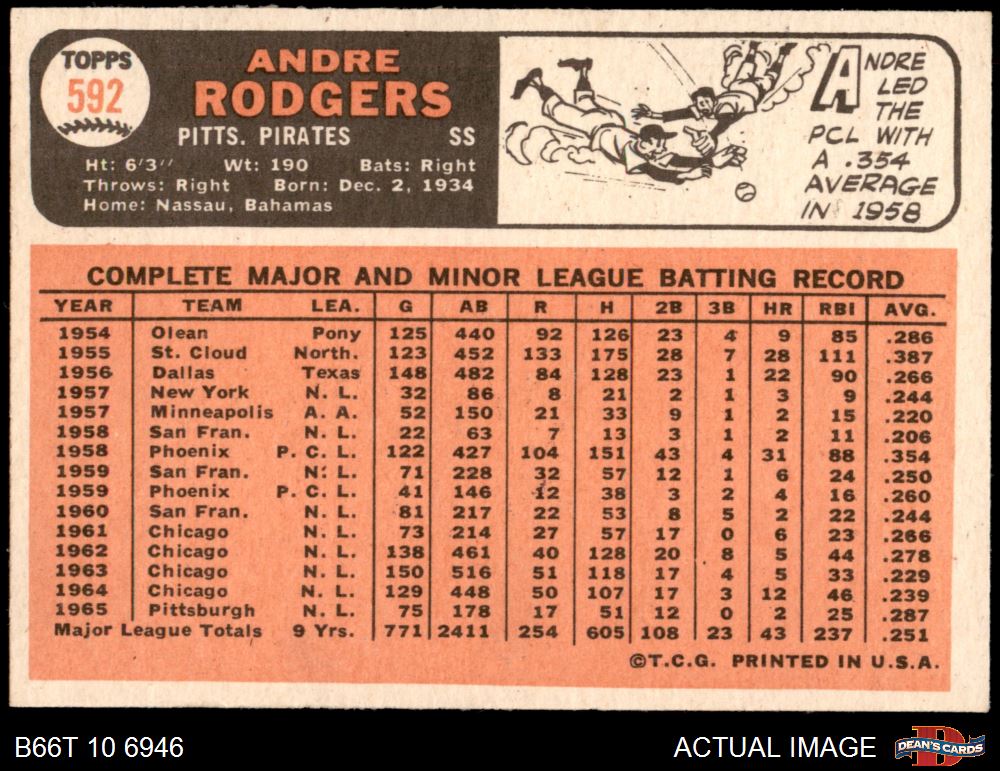 TOPPS
592
ANDRE
RODGERS
PITTS. PIRATES SS
Ht: 6'3'' Wt: 190 Bats: Right
Throws: Right Born: Dec. 2, 1934
Home: Nassau, Bahamas
ANDRE
LED
THE
PCL WITH
A .354
AVERAGE
IN 1958
COMPLETE MAJOR AND MINOR LEAGUE BATTING RECORD
YEAR TEAM LEA. G AB R H 2B 3B HR RBI AVG.
1954 Olean Pony 125 440 92 126 23 4 9 85 .286
1955 St. Cloud North. 123 452 133 175 28 7 28 111 .387
1956 Dallas Texas 148 482 84 128 23 1 22 90 .266
1957 New York N. L. 32 86 8 21 2 1 3 9 .244
1957 Minneapolis A. A. 52 150 21 33 9 1 2 15 .220
1958 San Fran. N. L. 22 63 7 13 3 1 2 11 .206
1958 Phoenix P. C. L. 122 427 104 151 43 4 31 88 .354
1959 San Fran. N. L. 71 228 32 57 12 1 6 24 .250
1959 Phoenix P. C. L. 41 146 12 38 3 2 4 16 .260
1960 San Fran. N. L. 81 217 22 53 8 5 2 22 .244
1961 Chicago N. L. 73 214 27 57 17 0 6 23 .266
1962 Chicago N. L. 138 461 40 128 20 8 5 44 .278
1963 Chicago N. L. 150 516 51 118 17 4 5 33 .229
1964 Chicago N. L. 129 448 50 107 17 3 12 46 .239
1965 Pittsburgh N. L. 75 178 17 51 12 0 2 25 .287
Major League Totals 9 Yrs. 771 2411 254 605 108 23 43 237 .251
©T.C.G. PRINTED IN U.S.A.
B66T 10 6946 ACTUAL IMAGE DEAN'S CARDS